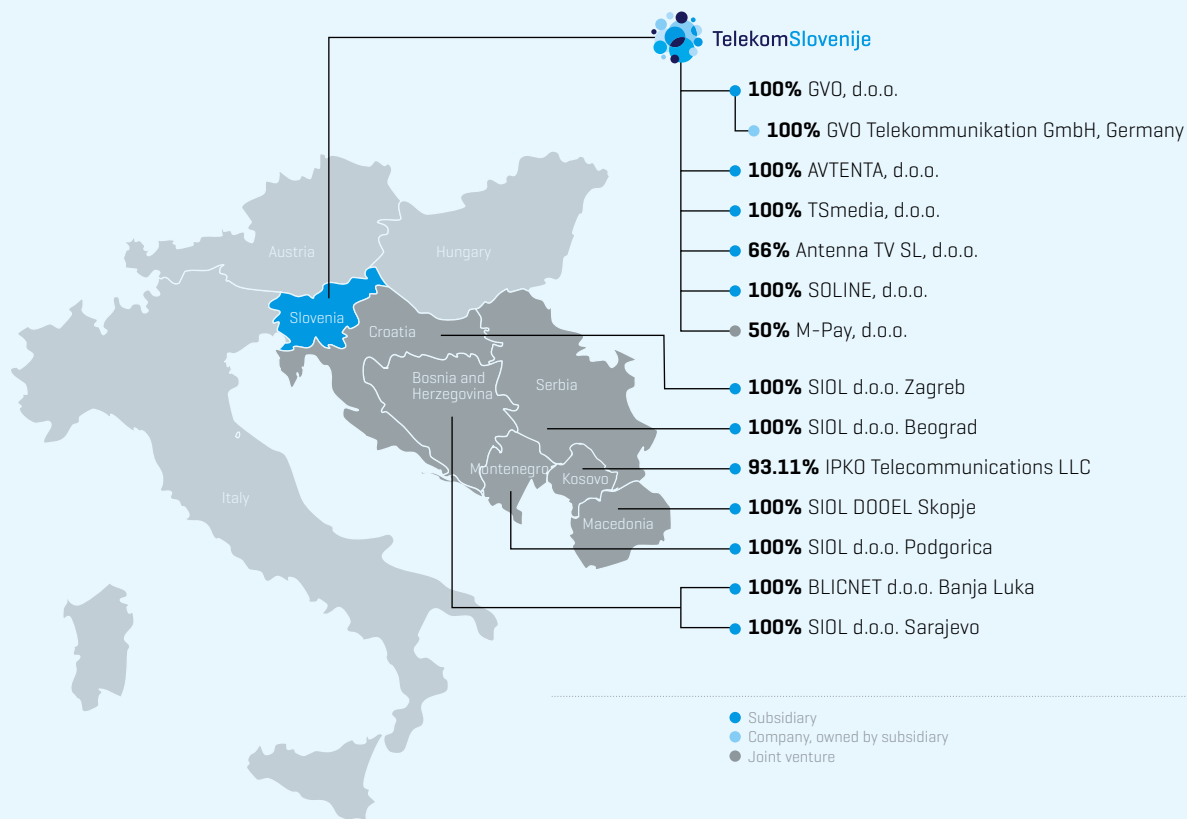 TelekomSlovenije
100% GVO, d.o.o.
100% GVO Telekommunikation GmbH, Germany
100% AVTENTA, d.o.o.
100% TSmedia, d.o.o.
66% Antenna TV SL, d.o.o.
100% SOLINE, d.o.o.
50% M-Pay, d.o.o.
100% SIOL d.o.o. Zagreb
100% SIOL d.o.o. Beograd
93.11% IPKO Telecommunications LLC
100% SIOL DOOEL Skopje
100% SIOL d.o.o. Podgorica
100% BLICNET d.o.o. Banja Luka
100% SIOL d.o.o. Sarajevo
Austria
Hungary
Slovenia
Croatia
Bosnia and
Herzegovina
Serbia
Montenegro
Kosovo
Italy
Macedonia
Subsidiary
Company, owned by subsidiary
Joint venture